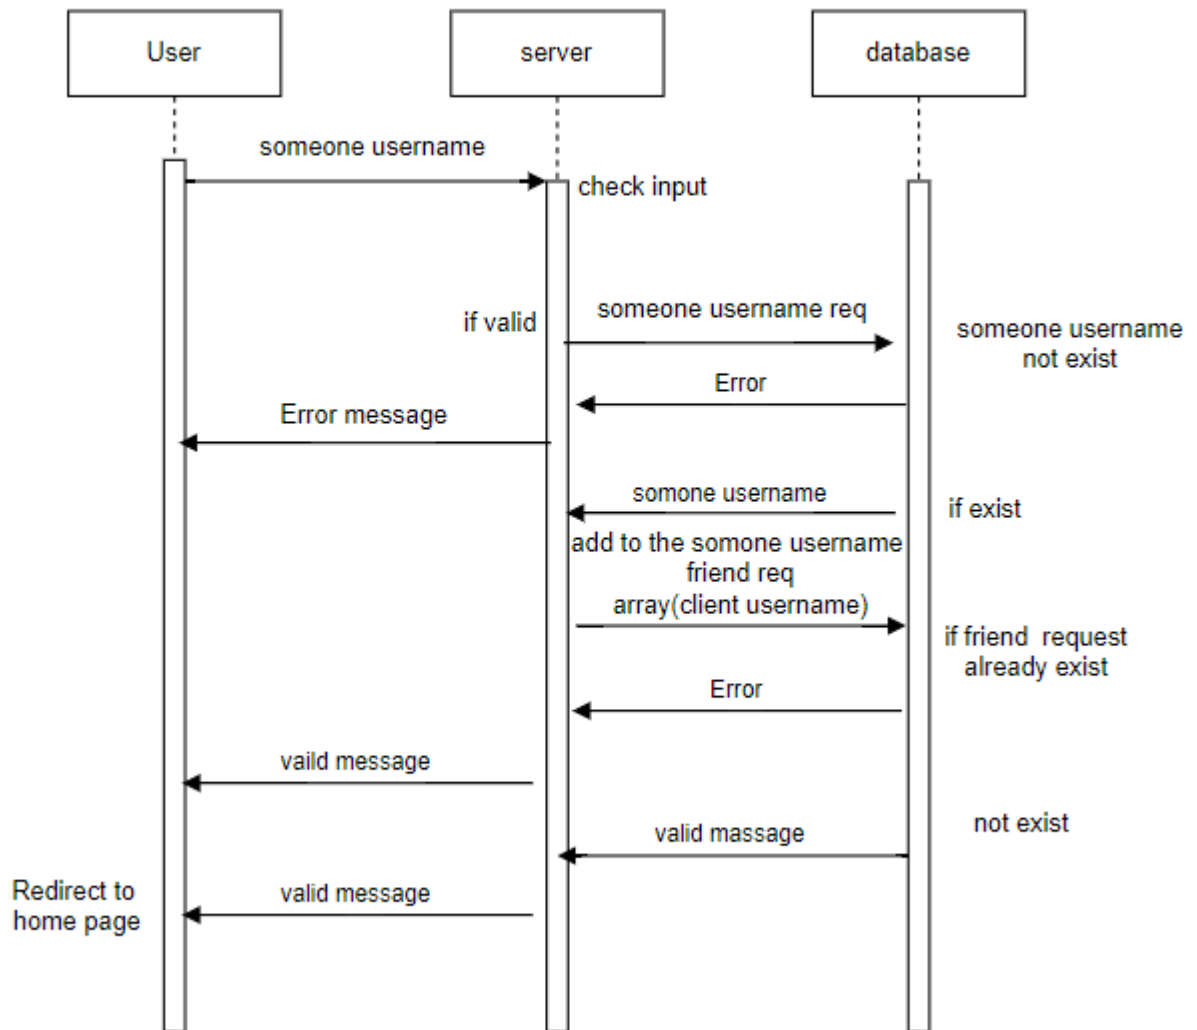 User
server
database
someone username
check input
if valid
someone username req
someone username
not exist
Error
Error message
somone username
if exist
add to the somone username
friend req
array(client username)
if friend request
already exist
Error
vaild message
not exist
valid massage
Redirect to
home page
valid message